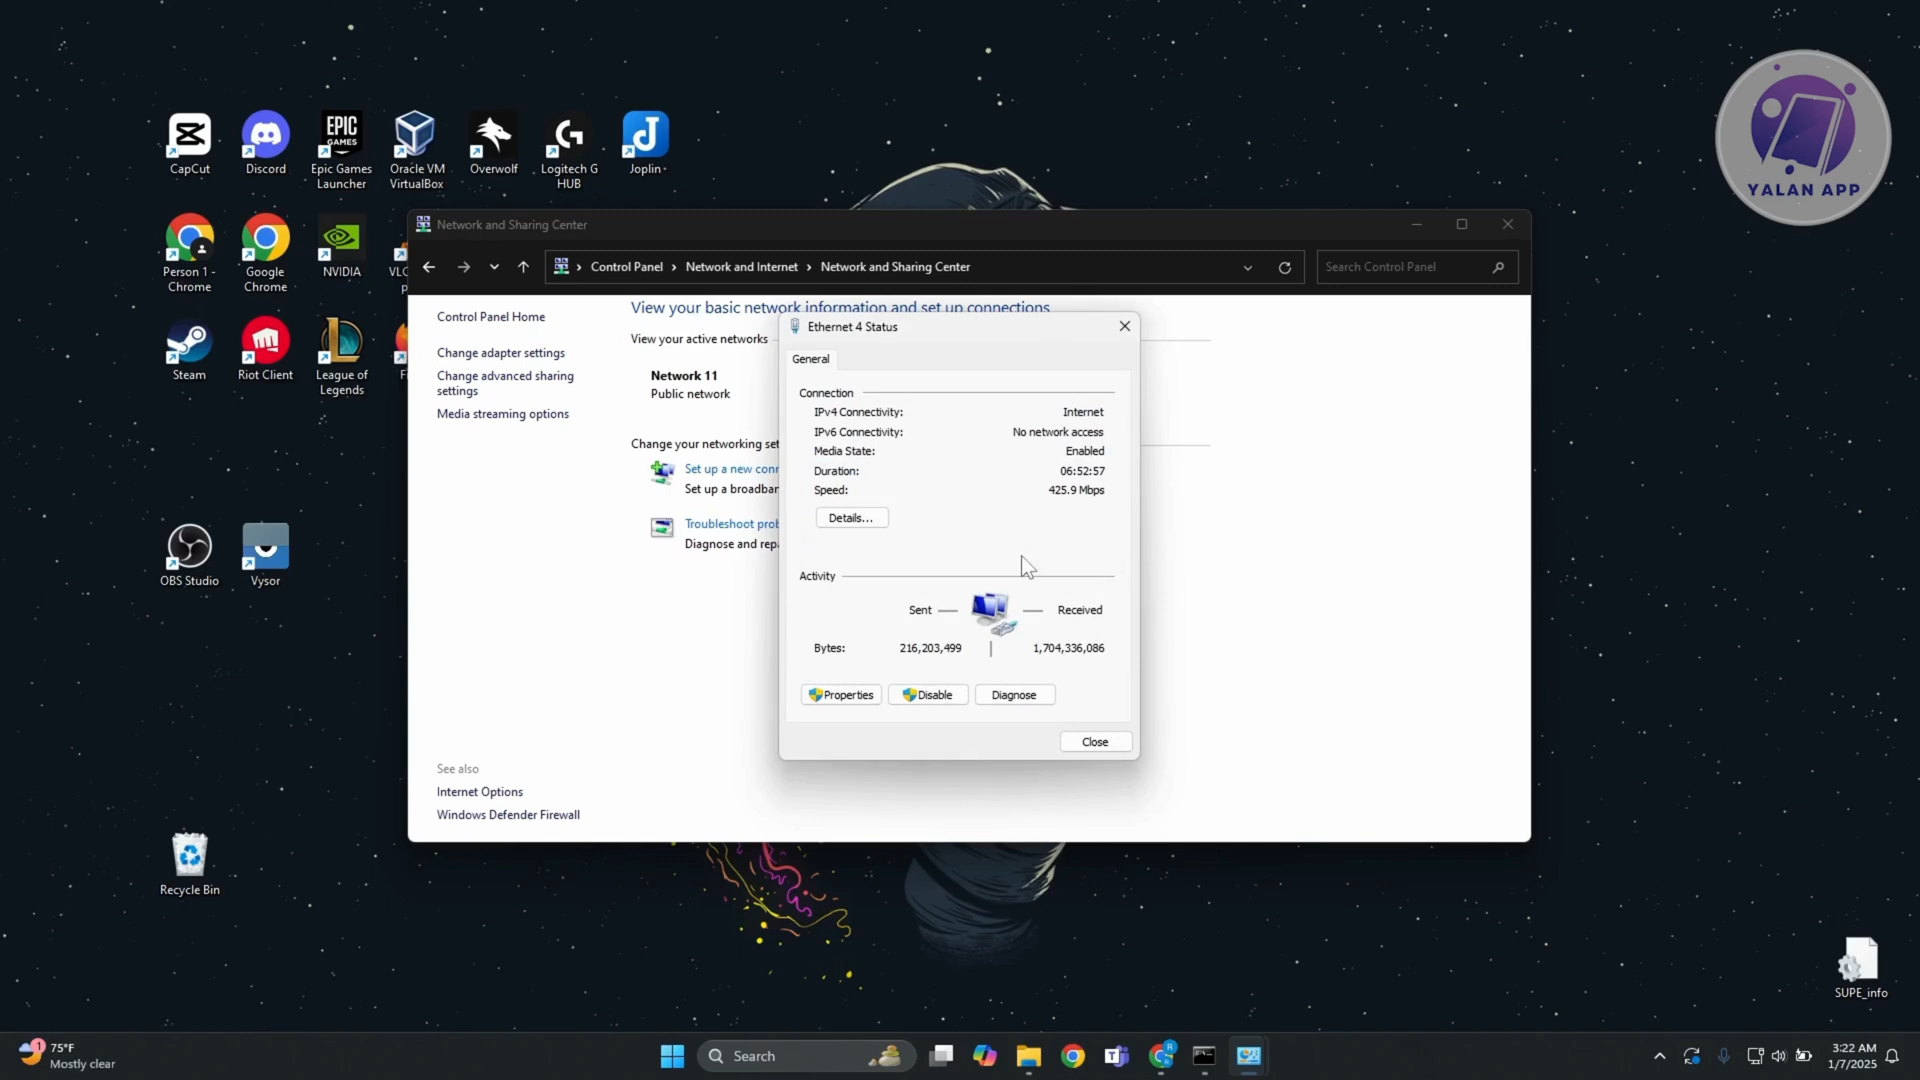 YALAN APP
CapCut
Discord
EPIC
GAMES
Epic Games
Launcher
Oracle VM
VirtualBox
Overwolf
Logitech G
HUB
Joplin
Person 1 -
Chrome
Google
Chrome
NVIDIA
VLC
p
Steam
Riot Client
League of
Legends
Fi
OBS Studio
Vysor
Recycle Bin
SUPE_info
Network and Sharing Center
Control Panel › Network and Internet › Network and Sharing Center
Search Control Panel
Control Panel Home
Change adapter settings
Change advanced sharing
settings
Media streaming options
See also
Internet Options
Windows Defender Firewall
View your basic network information and set up connections
View your active networks
Network 11
Public network
Change your networking set
Set up a new conn
Set up a broadban
Troubleshoot prob
Diagnose and repa
Ethernet 4 Status
General
Connection
IPv4 Connectivity: Internet
IPv6 Connectivity: No network access
Media State: Enabled
Duration: 06:52:57
Speed: 425.9 Mbps
Details...
Activity
Sent Received
Bytes: 216,203,499 1,704,336,086
Properties Disable Diagnose
Close
1
75°F
Mostly clear
Search
3:22 AM
1/7/2025